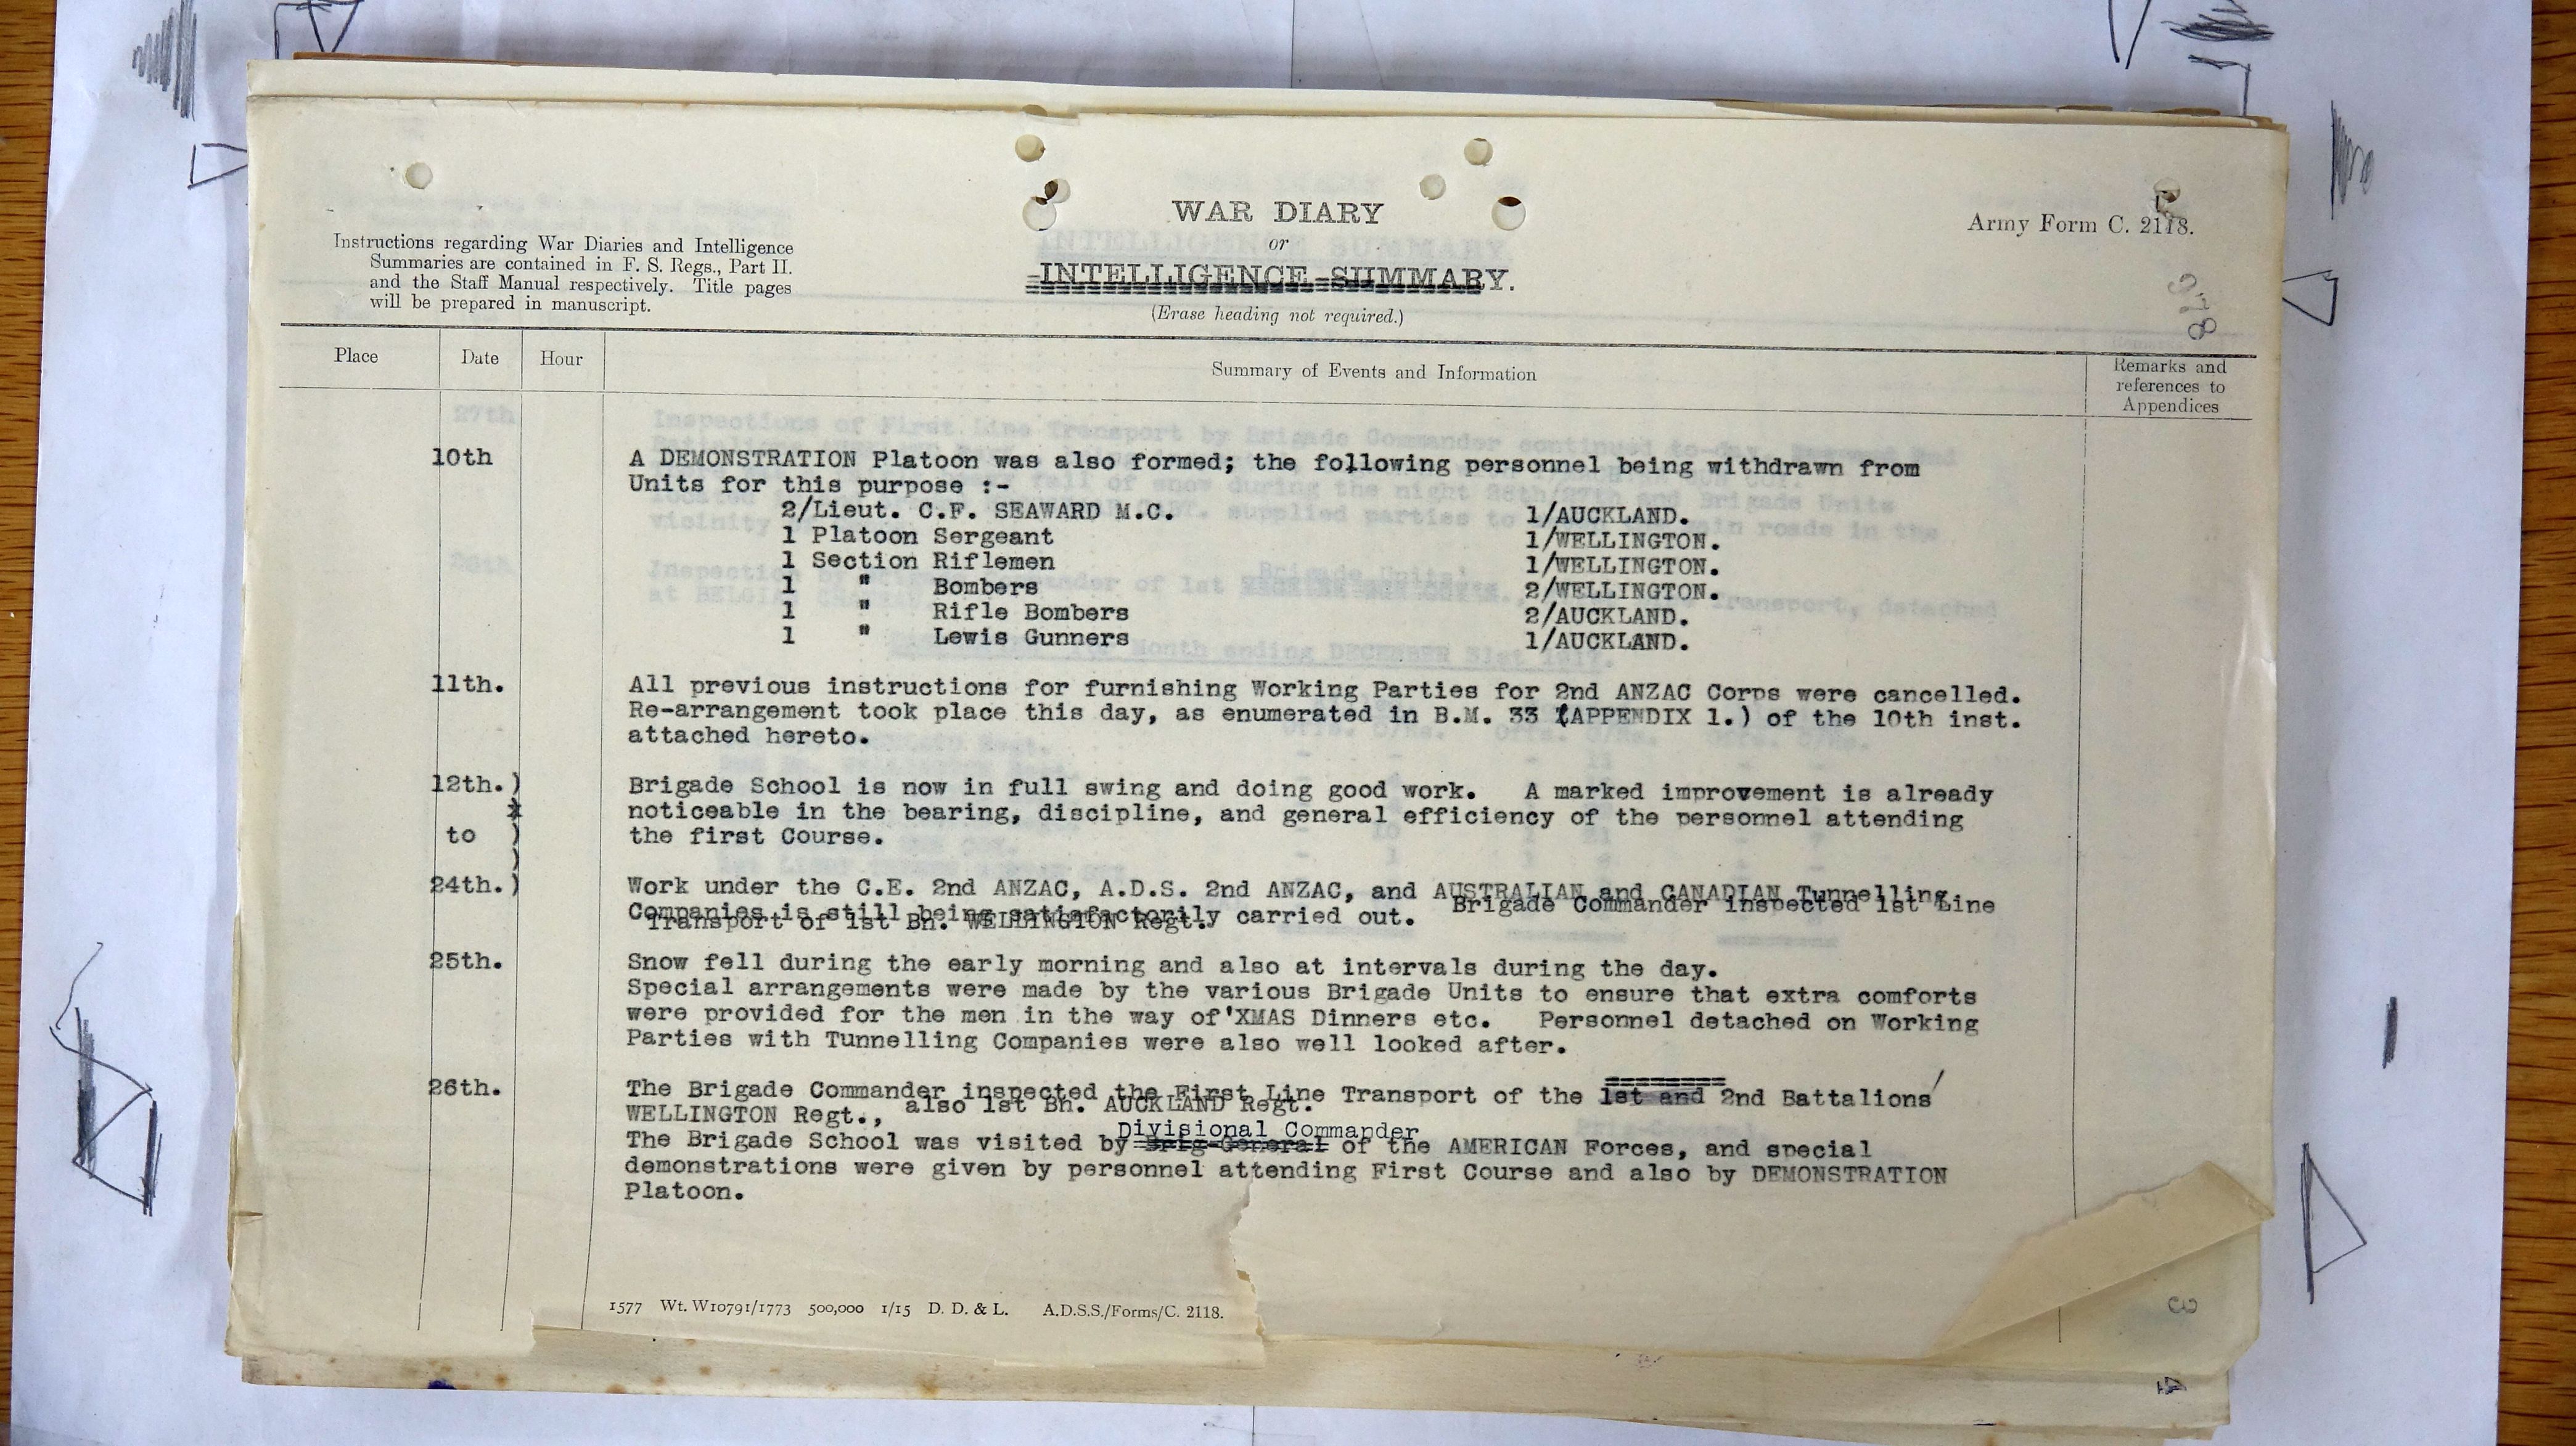 WAR DIARY
or
INTELLIGENCE SUMMARY.
(Erase heading not required.)
Army Form C. 2118.
Instructions regarding War Diaries and Intelligence
Summaries are contained in F. S. Regs., Part II.
and the Staff Manual respectively. Title pages
will be prepared in manuscript.
Place Date Hour Summary of Events and Information Remarks and
references to
Appendices
10th A DEMONSTRATION Platoon was also formed; the following personnel being withdrawn from
Units for this purpose :-
2/Lieut. C.F. SEAWARD M.C. 1/AUCKLAND.
1 Platoon Sergeant 1/WELLINGTON.
1 Section Riflemen 1/WELLINGTON.
1 " Bombers 2/WELLINGTON.
1 " Rifle Bombers 2/AUCKLAND.
1 " Lewis Gunners 1/AUCKLAND.
11th. All previous instructions for furnishing Working Parties for 2nd ANZAC Corps were cancelled.
Re-arrangement took place this day, as enumerated in B.M. 33 (APPENDIX 1.) of the 10th inst.
attached hereto.
12th.) Brigade School is now in full swing and doing good work. A marked improvement is already
noticeable in the bearing, discipline, and general efficiency of the personnel attending
to ) the first Course.
24th.) Work under the C.E. 2nd ANZAC, A.D.S. 2nd ANZAC, and AUSTRALIAN and CANADIAN Tunnelling
Companies is still being satisfactorily carried out. Brigade Commander inspected 1st Line
Transport of 1st Bn. WELLINGTON Regt.
25th. Snow fell during the early morning and also at intervals during the day.
Special arrangements were made by the various Brigade Units to ensure that extra comforts
were provided for the men in the way of 'XMAS Dinners etc. Personnel detached on Working
Parties with Tunnelling Companies were also well looked after.
26th. The Brigade Commander inspected the First Line Transport of the 1st and 2nd Battalions
WELLINGTON Regt., also 1st Bn. AUCKLAND Regt.
Divisional Commander
The Brigade School was visited by Brig-General of the AMERICAN Forces, and special
demonstrations were given by personnel attending First Course and also by DEMONSTRATION
Platoon.
1577 Wt. W10791/1773 500,000 1/15 D. D. & L. A.D.S.S./Forms/C. 2118.
3
4